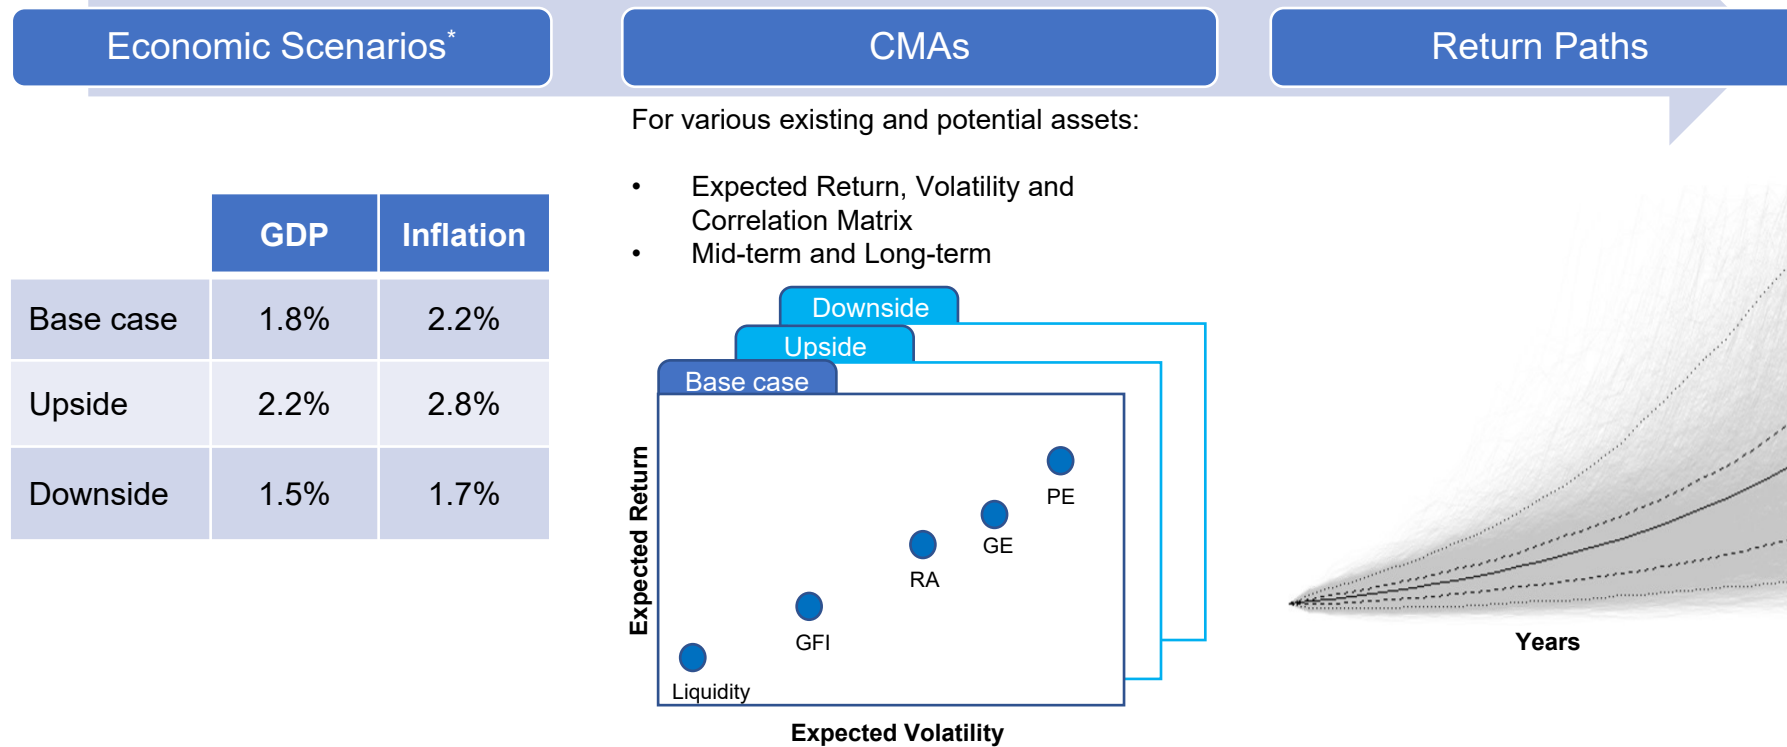 Economic Scenarios*
CMAs
Return Paths
GDP Inflation
Base case 1.8% 2.2%
Upside 2.2% 2.8%
Downside 1.5% 1.7%
For various existing and potential assets:
• Expected Return, Volatility and
Correlation Matrix
• Mid-term and Long-term
Downside
Upside
Base case
Expected Return
PE
GE
RA
GFI
Liquidity
Expected Volatility
Years